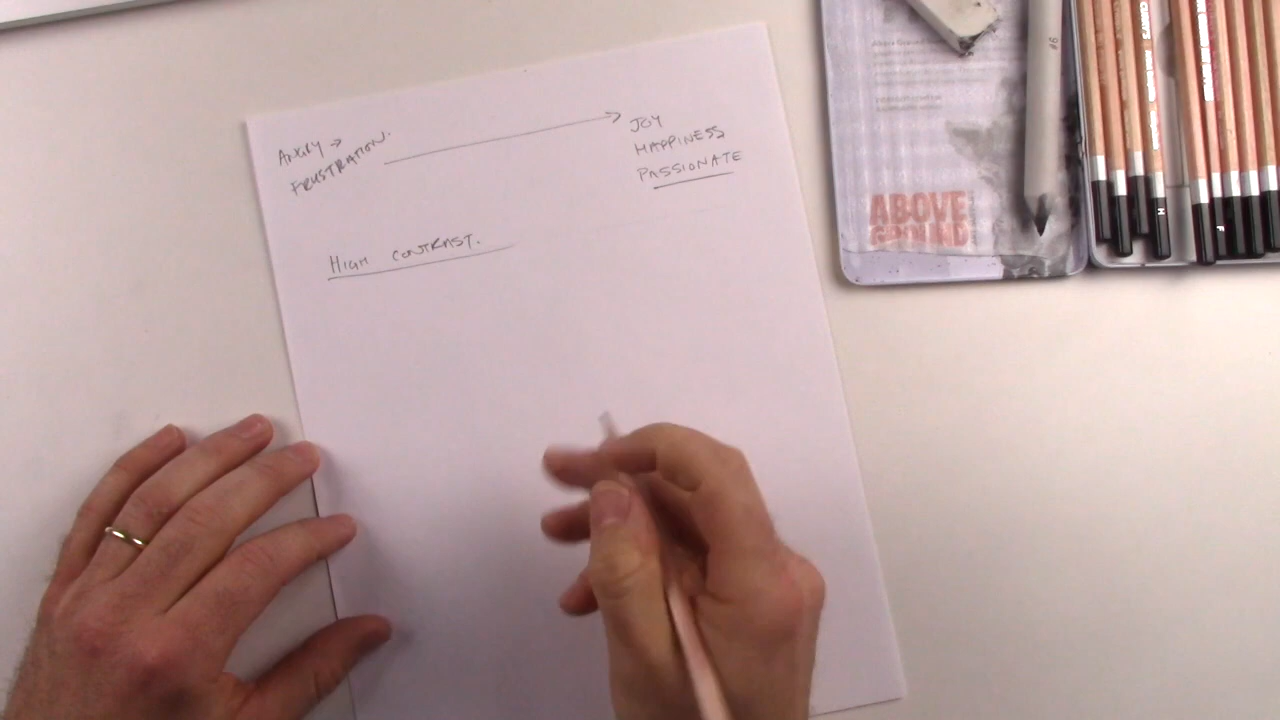 ANGRY →
FRUSTRATION.
JOY
HAPPINESS
PASSIONATE
HIGH CONTRAST.
ABOVE
GROUND